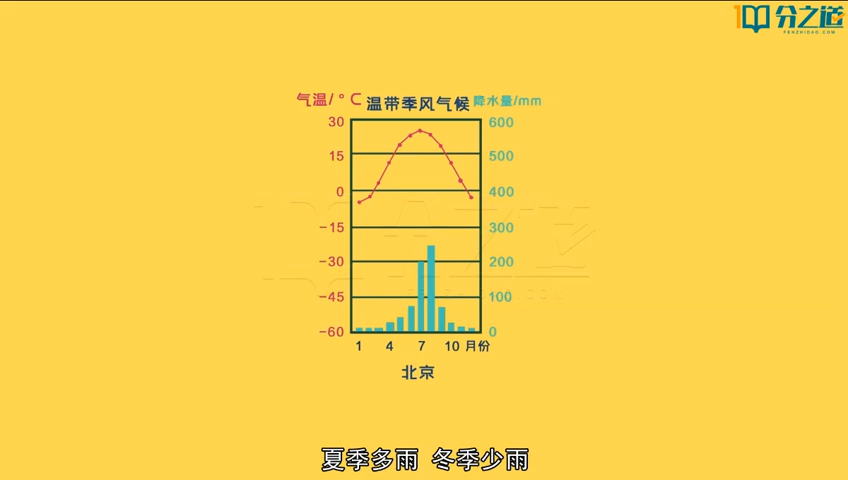 10分之道
FENZHIDAO.COM
气温/°C 温带季风气候 降水量/mm
30 600
15 500
0 400
-15 300
-30 200
-45 100
-60 0
1 4 7 10 月份
北京
夏季多雨 冬季少雨